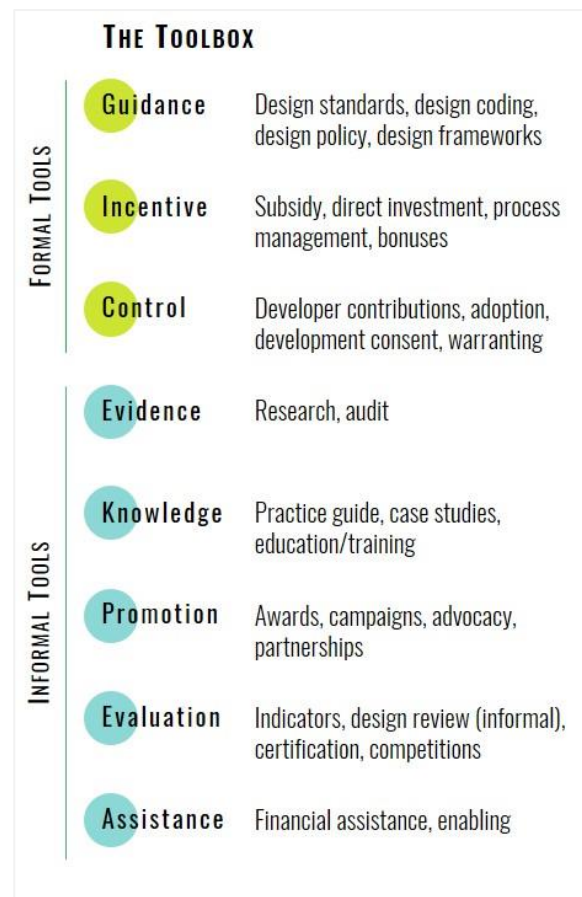 THE TOOLBOX
FORMAL TOOLS
Guidance
Design standards, design coding,
design policy, design frameworks
Incentive
Subsidy, direct investment, process
management, bonuses
Control
Developer contributions, adoption,
development consent, warranting
INFORMAL TOOLS
Evidence
Research, audit
Knowledge
Practice guide, case studies,
education/training
Promotion
Awards, campaigns, advocacy,
partnerships
Evaluation
Indicators, design review (informal),
certification, competitions
Assistance
Financial assistance, enabling